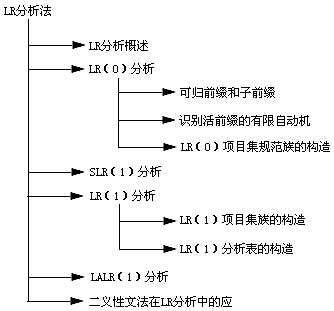 LR分析法
LR分析概述
LR(0)分析
可归前缀和子前缀
识别活前缀的有限自动机
LR(0)项目集规范族的构造
SLR(1)分析
LR(1)分析
LR(1)项目集族的构造
LR(1)分析表的构造
LALR(1)分析
二义性文法在LR分析中的应